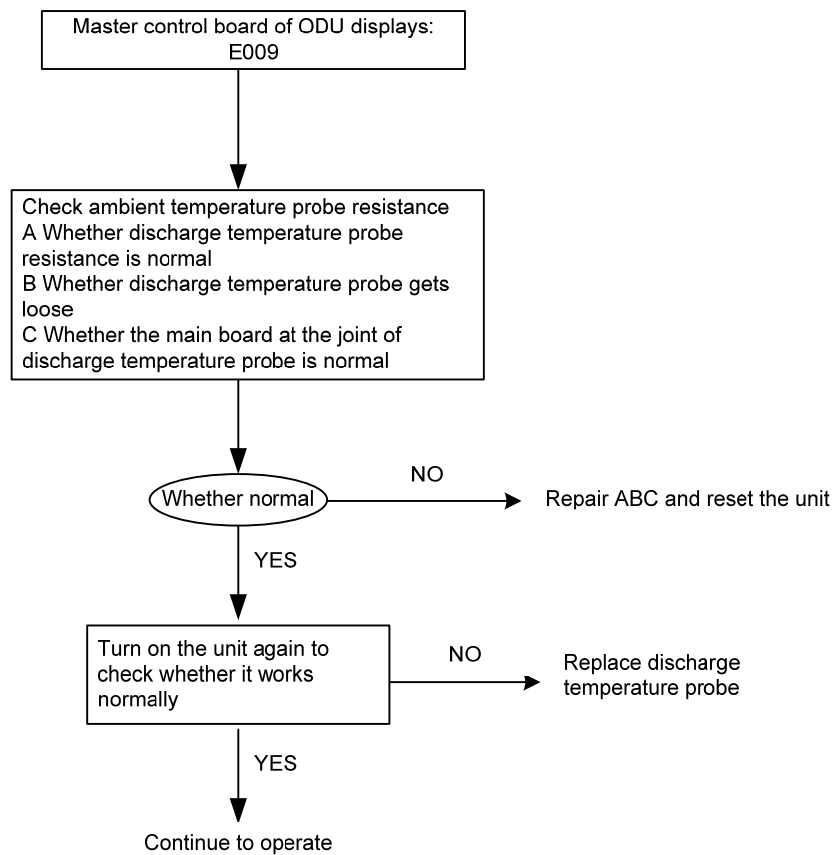 Master control board of ODU displays:
E009
Check ambient temperature probe resistance
A Whether discharge temperature probe
resistance is normal
B Whether discharge temperature probe gets
loose
C Whether the main board at the joint of
discharge temperature probe is normal
Whether normal
NO
Repair ABC and reset the unit
YES
Turn on the unit again to
check whether it works
normally
NO
Replace discharge
temperature probe
YES
Continue to operate